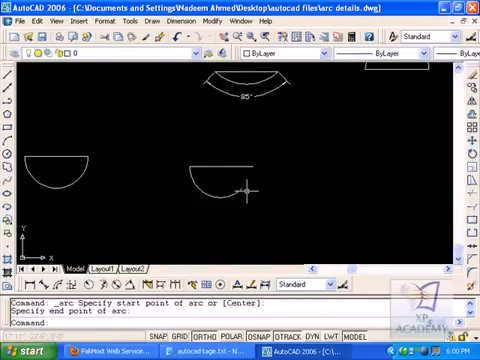 AutoCAD 2006 - [C:\Documents and Settings\Nadeem Ahmed\Desktop\autocad files\arc details.dwg]
File Edit View Insert Format Tools Draw Dimension Modify Express Window Help
0
ByLayer
ByLayer
Standard
85°
Y
X
Model Layout1 Layout2
Standard
Command: _arc Specify start point of arc or [Center]:
Specify end point of arc:
Command:
XP
ACADEMY
SNAP GRID ORTHO POLAR OSNAP OTRACK DYN LWT MODEL
start
PakHost Web Service...
autocad tage.txt - N...
AutoCAD 2006 - [C:\...
6:00 PM